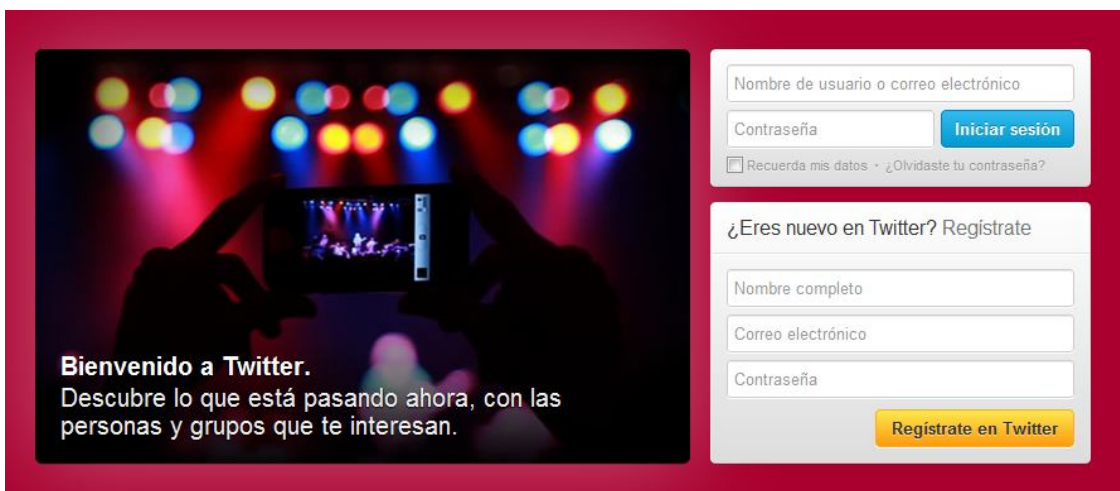 Bienvenido a Twitter.
Descubre lo que está pasando ahora, con las
personas y grupos que te interesan.
Nombre de usuario o correo electrónico
Contraseña
Iniciar sesión
Recuerda mis datos · ¿Olvidaste tu contraseña?
¿Eres nuevo en Twitter? Regístrate
Nombre completo
Correo electrónico
Contraseña
Regístrate en Twitter